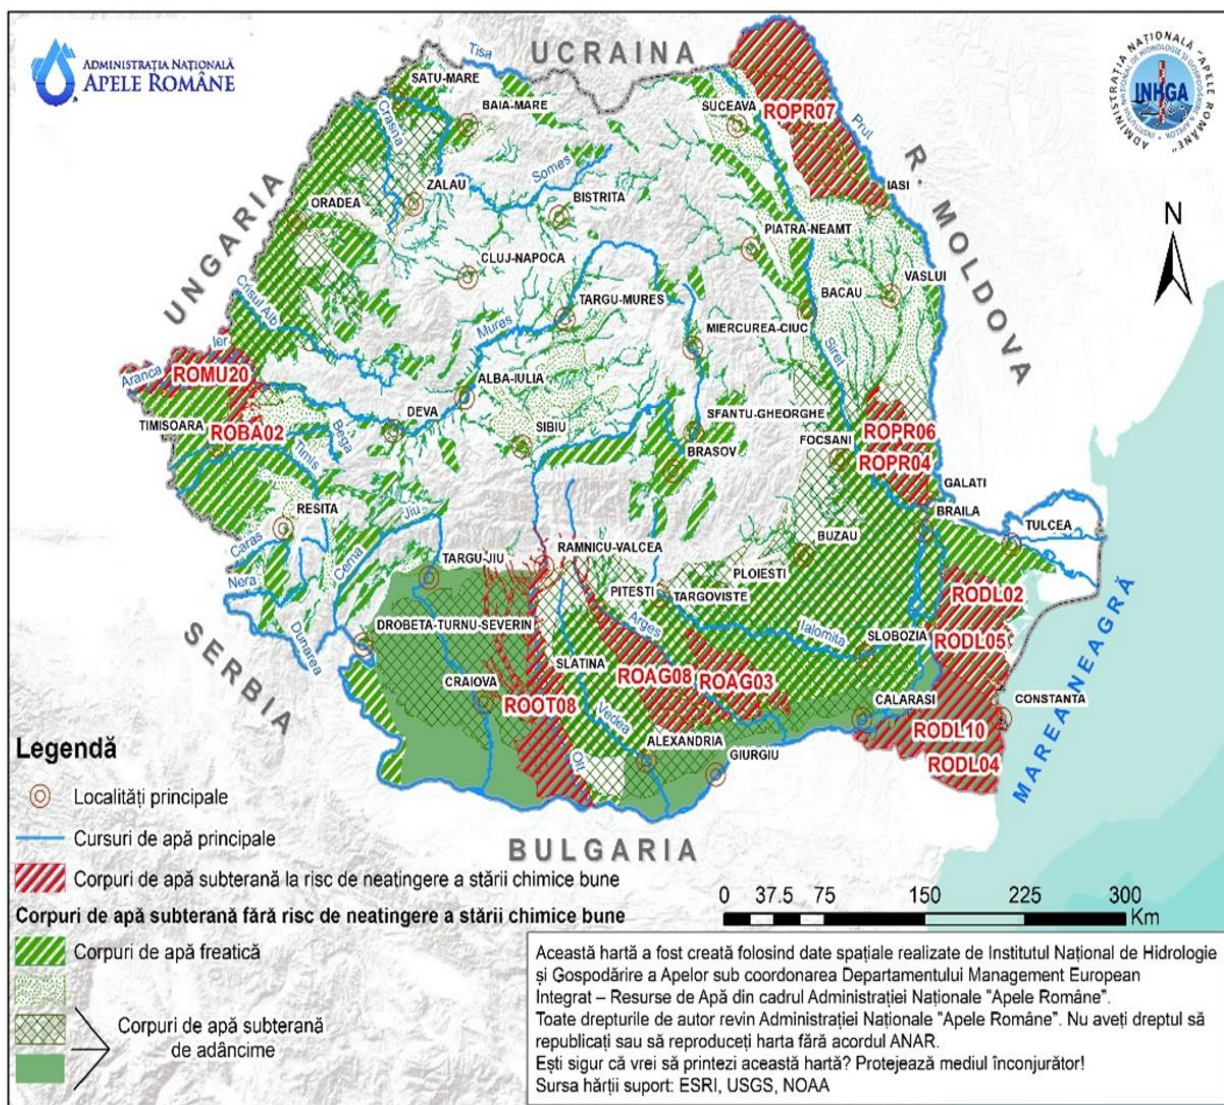 ADMINISTRAȚIA NAȚIONALĂ
APELE ROMÂNE
ADMINISTRAȚIA NAȚIONALĂ "APELE ROMÂNE"
INHGA
UCRAINA
UNGARIA
R. MOLDOVA
SERBIA
BULGARIA
MAREA NEAGRĂ
N
Tisa
SATU-MARE
BAIA-MARE
SUCEAVA
ROPR07
Prut
Crasna
Somes
ZALAU
BISTRITA
IASI
ORADEA
PIATRA-NEAMT
CLUJ-NAPOCA
VASLUI
TARGU-MURES
BACAU
Crisul Alb
Mures
MIERCUREA-CIUC
Siret
Ier
Aranca
ROMU20
ALBA-IULIA
DEVA
SFANTU-GHEORGHE
TIMISOARA
ROBA02
Bega
SIBIU
BRASOV
FOCSANI
ROPR06
ROPR04
Timis
GALATI
BRAILA
RESITA
Jiu
TULCEA
Caras
Cerna
BUZAU
RAMNICU-VALCEA
TARGU-JIU
PLOIESTI
Nera
PITESTI
TARGOVISTE
RODL02
Dunarea
DROBETA-TURNU-SEVERIN
Arges
Ialomita
SLOBOZIA
RODL05
SLATINA
CRAIOVA
ROOT08
ROAG08
ROAG03
CALARASI
CONSTANTA
Vedea
RODL10
Olt
ALEXANDRIA
GIURGIU
RODL04
Legendă
Localități principale
Cursuri de apă principale
Corpuri de apă subterană la risc de neatingere a stării chimice bune
Corpuri de apă subterană fără risc de neatingere a stării chimice bune
Corpuri de apă freatică
Corpuri de apă subterană
de adâncime
0 37.5 75 150 225 300
Km
Această hartă a fost creată folosind date spațiale realizate de Institutul Național de Hidrologie
și Gospodărire a Apelor sub coordonarea Departamentului Management European
Integrat – Resurse de Apă din cadrul Administrației Naționale "Apele Române".
Toate drepturile de autor revin Administrației Naționale "Apele Române". Nu aveți dreptul să
republicați sau să reproduceți harta fără acordul ANAR.
Ești sigur că vrei să printezi această hartă? Protejează mediul înconjurător!
Sursa hărții suport: ESRI, USGS, NOAA